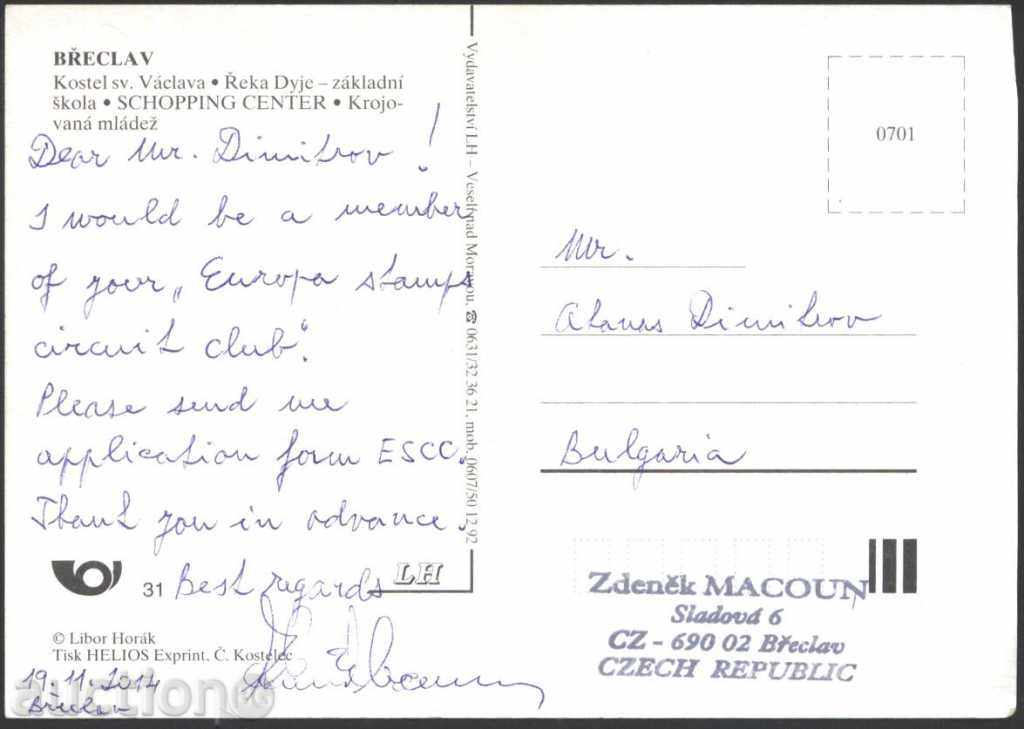 BŘECLAV
Kostel sv. Václava • Řeka Dyje – základní
škola • SCHOPPING CENTER • Krojo-
vaná mládež
Dear Mr. Dimitrov !
I would be a member
of your „Europa stamps
circuit club“.
Please send me
application form ESCC.
Thank you in advance.
Best regards
31
LH
© Libor Horák
Tisk HELIOS Exprint, Č. Kostelec
19.11.2014
Břeclav
Vydavatelství LH – Veselí nad Moravou, ☎ 0631/32 36 21, mob. 0607/50 12 92
0701
Mr.
Atanas Dimitrov
Bulgaria
Zdeněk MACOUN
Sladová 6
CZ - 690 02 Břeclav
CZECH REPUBLIC